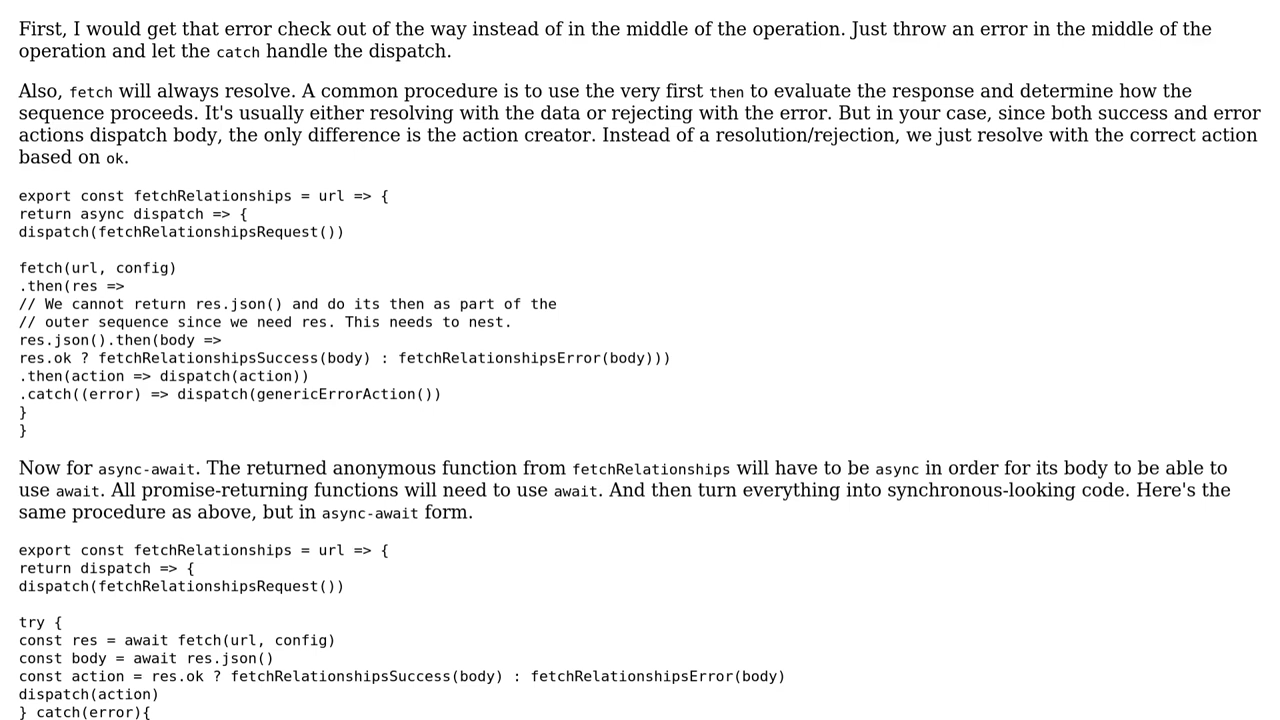 First, I would get that error check out of the way instead of in the middle of the operation. Just throw an error in the middle of the
operation and let the catch handle the dispatch.
Also, fetch will always resolve. A common procedure is to use the very first then to evaluate the response and determine how the
sequence proceeds. It's usually either resolving with the data or rejecting with the error. But in your case, since both success and error
actions dispatch body, the only difference is the action creator. Instead of a resolution/rejection, we just resolve with the correct action
based on ok.
export const fetchRelationships = url => {
return async dispatch => {
dispatch(fetchRelationshipsRequest())
fetch(url, config)
.then(res =>
// We cannot return res.json() and do its then as part of the
// outer sequence since we need res. This needs to nest.
res.json().then(body =>
res.ok ? fetchRelationshipsSuccess(body) : fetchRelationshipsError(body)))
.then(action => dispatch(action))
.catch((error) => dispatch(genericErrorAction())
}
}
Now for async-await. The returned anonymous function from fetchRelationships will have to be async in order for its body to be able to
use await. All promise-returning functions will need to use await. And then turn everything into synchronous-looking code. Here's the
same procedure as above, but in async-await form.
export const fetchRelationships = url => {
return dispatch => {
dispatch(fetchRelationshipsRequest())
try {
const res = await fetch(url, config)
const body = await res.json()
const action = res.ok ? fetchRelationshipsSuccess(body) : fetchRelationshipsError(body)
dispatch(action)
} catch(error){